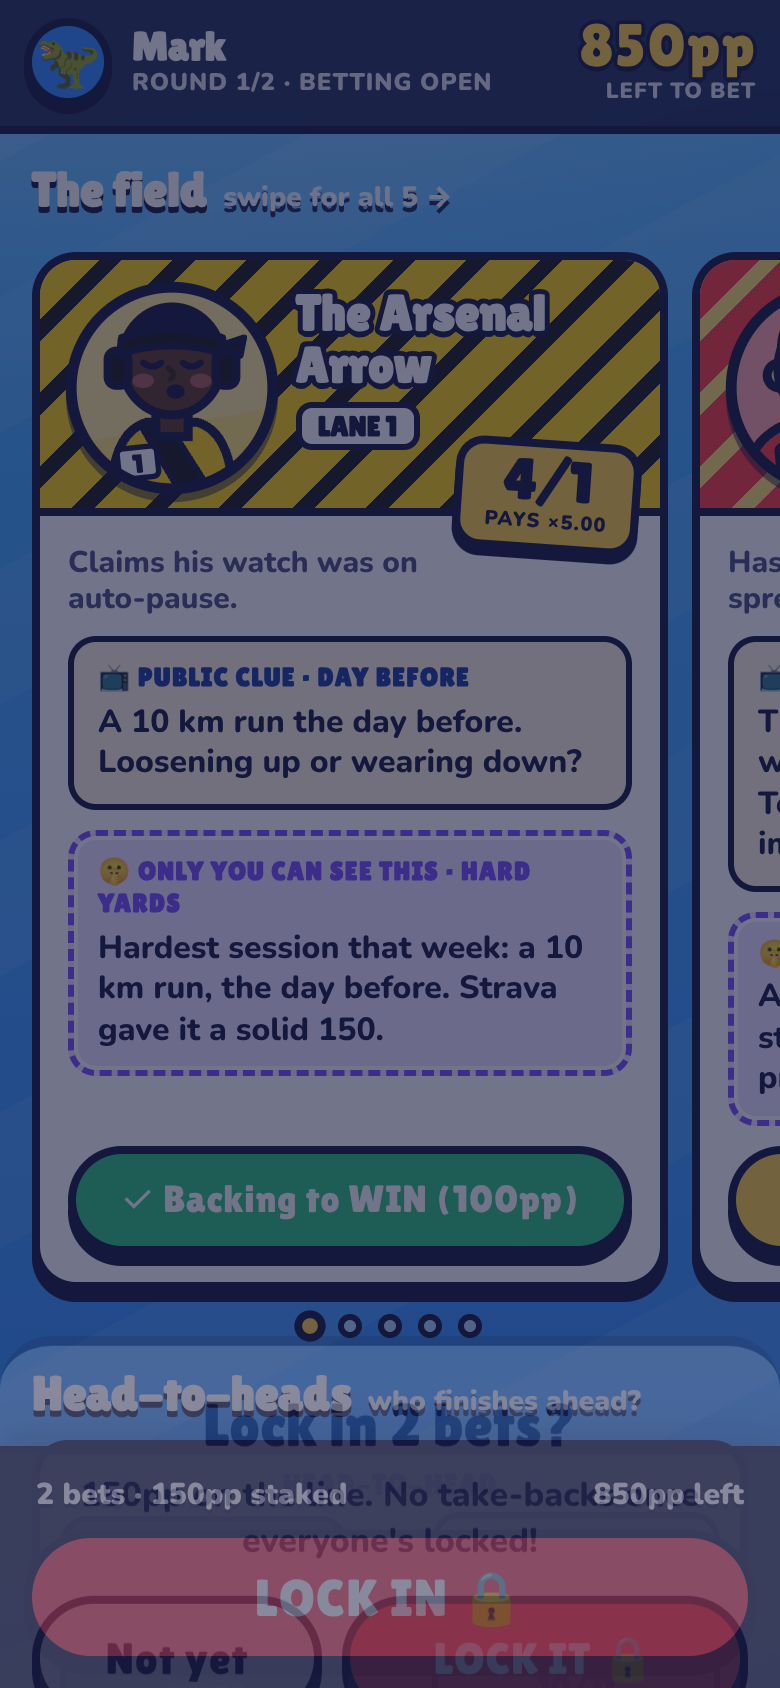 Mark
ROUND 1/2 · BETTING OPEN
850pp
LEFT TO BET
The field swipe for all 5 →
The Arsenal
Arrow
LANE 1
1
4/1
PAYS ×5.00
Claims his watch was on
auto-pause.
PUBLIC CLUE · DAY BEFORE
A 10 km run the day before.
Loosening up or wearing down?
ONLY YOU CAN SEE THIS · HARD
YARDS
Hardest session that week: a 10
km run, the day before. Strava
gave it a solid 150.
✓ Backing to WIN (100pp)
Has
spre
Head-to-heads who finishes ahead?
Lock in 2 bets?
2 bets · 150pp staked
850pp left
No take-backs
everyone's locked!
LOCK IN 🔒
Not yet
LOCK IT 🔒